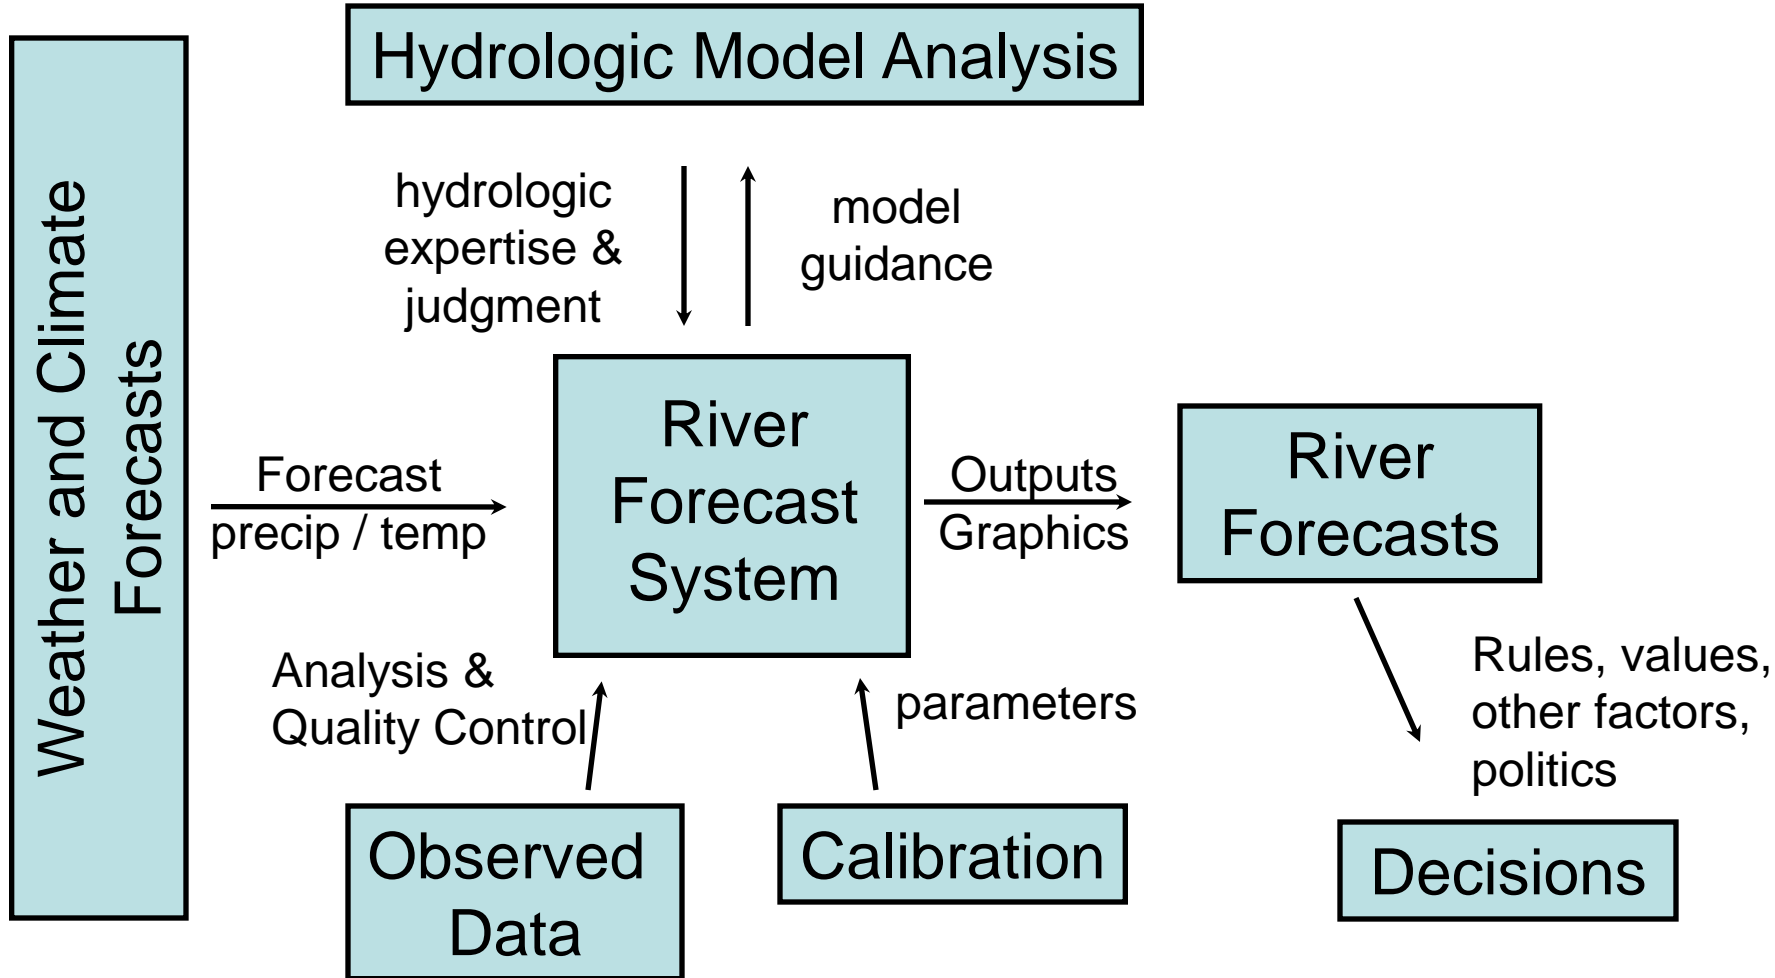 Hydrologic Model Analysis
Weather and Climate
Forecasts
hydrologic
expertise &
judgment
model
guidance
Forecast
precip / temp
River
Forecast
System
Outputs
Graphics
River
Forecasts
Analysis &
Quality Control
parameters
Rules, values,
other factors,
politics
Observed
Data
Calibration
Decisions